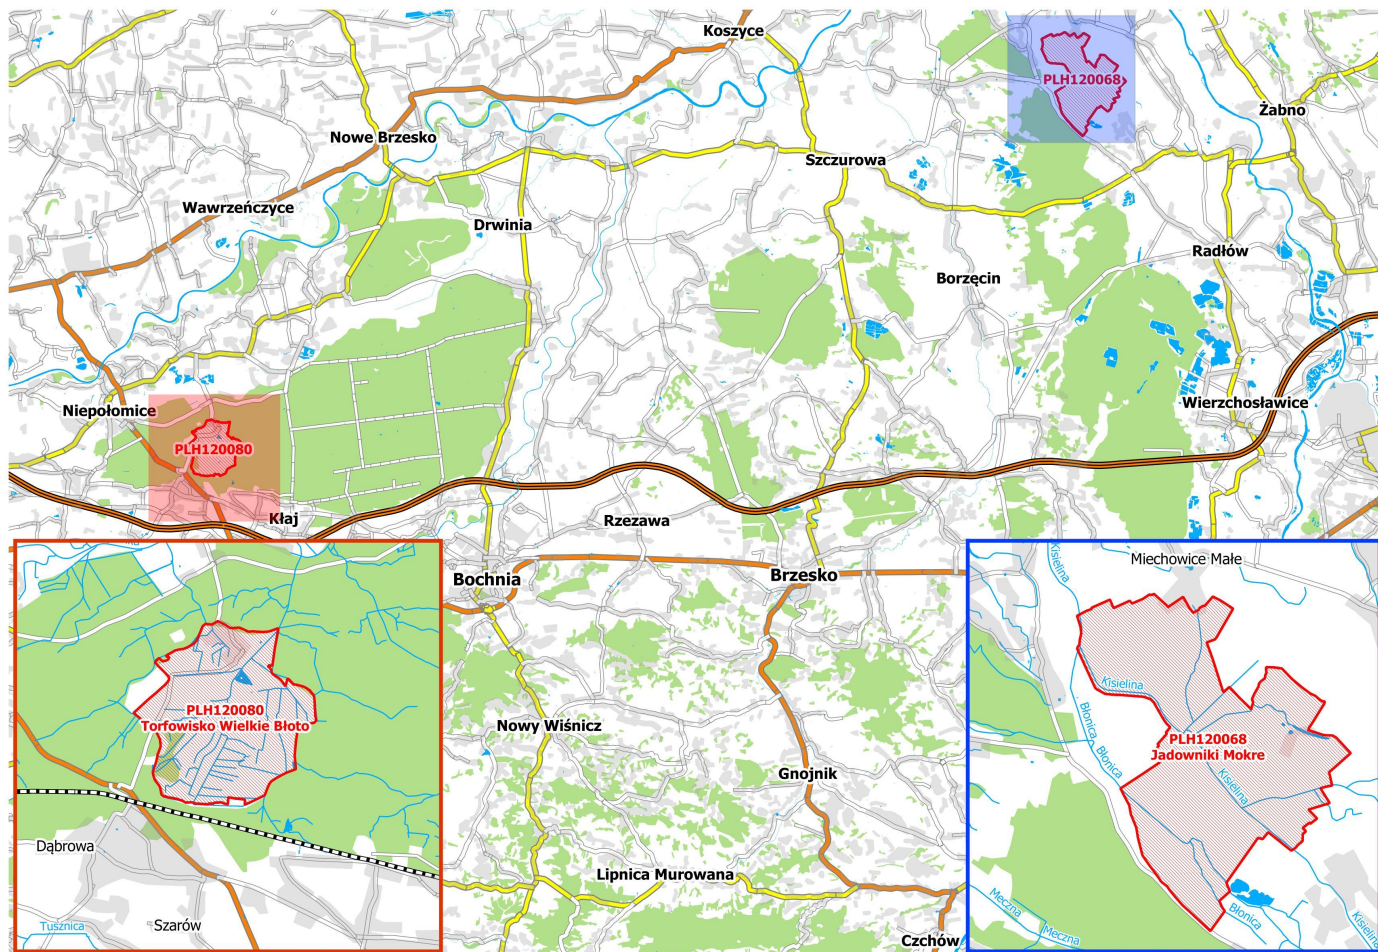 Koszyce
PLH120068
Żabno
Nowe Brzesko
Szczurowa
Wawrzeńczyce
Drwinia
Radłów
Borzęcin
Niepołomice
Wierzchosławice
PLH120080
Kłaj
Rzezawa
Bochnia
Brzesko
Nowy Wiśnicz
Gnojnik
Lipnica Murowana
Czchów
PLH120080
Torfowisko Wielkie Błoto
Dąbrowa
Szarów
Tusznica
Kisielina
Miechowice Małe
Kisielina
Błonica
Błonica
PLH120068
Jadowniki Mokre
Kisielina
Błonica
Meczna
Meczna
Kisielina